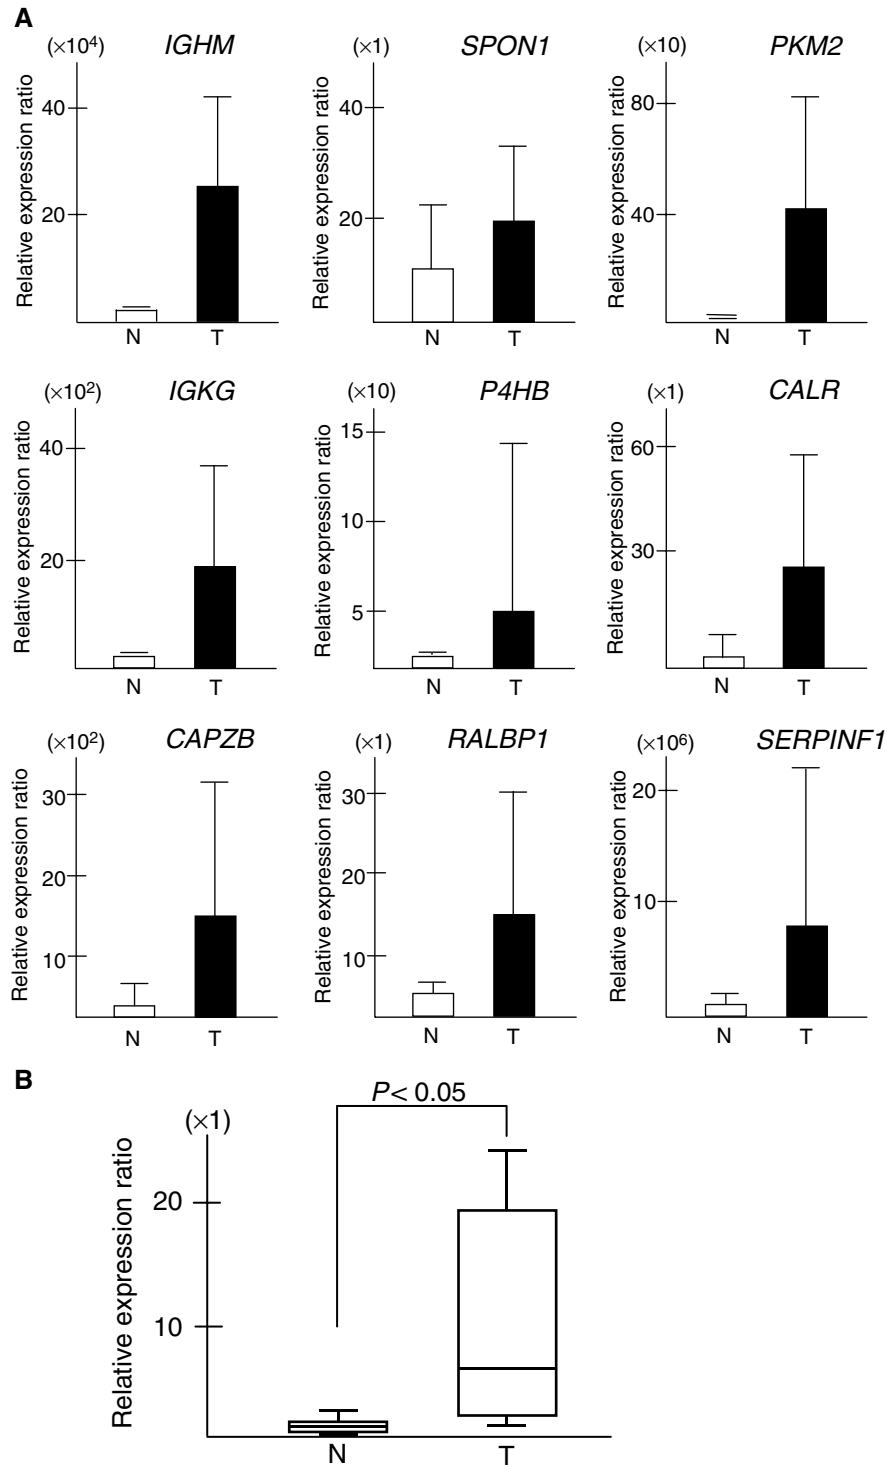 A
(×10⁴) IGHM
Relative expression ratio
40
20
N T
(×1) SPON1
Relative expression ratio
40
20
N T
(×10) PKM2
Relative expression ratio
80
40
N T
(×10²) IGKG
Relative expression ratio
40
20
N T
(×10) P4HB
Relative expression ratio
15
10
5
N T
(×1) CALR
Relative expression ratio
60
30
N T
(×10²) CAPZB
Relative expression ratio
30
20
10
N T
(×1) RALBP1
Relative expression ratio
30
20
10
N T
(×10⁶) SERPINF1
Relative expression ratio
20
10
N T
B
P< 0.05
(×1)
Relative expression ratio
20
10
N T